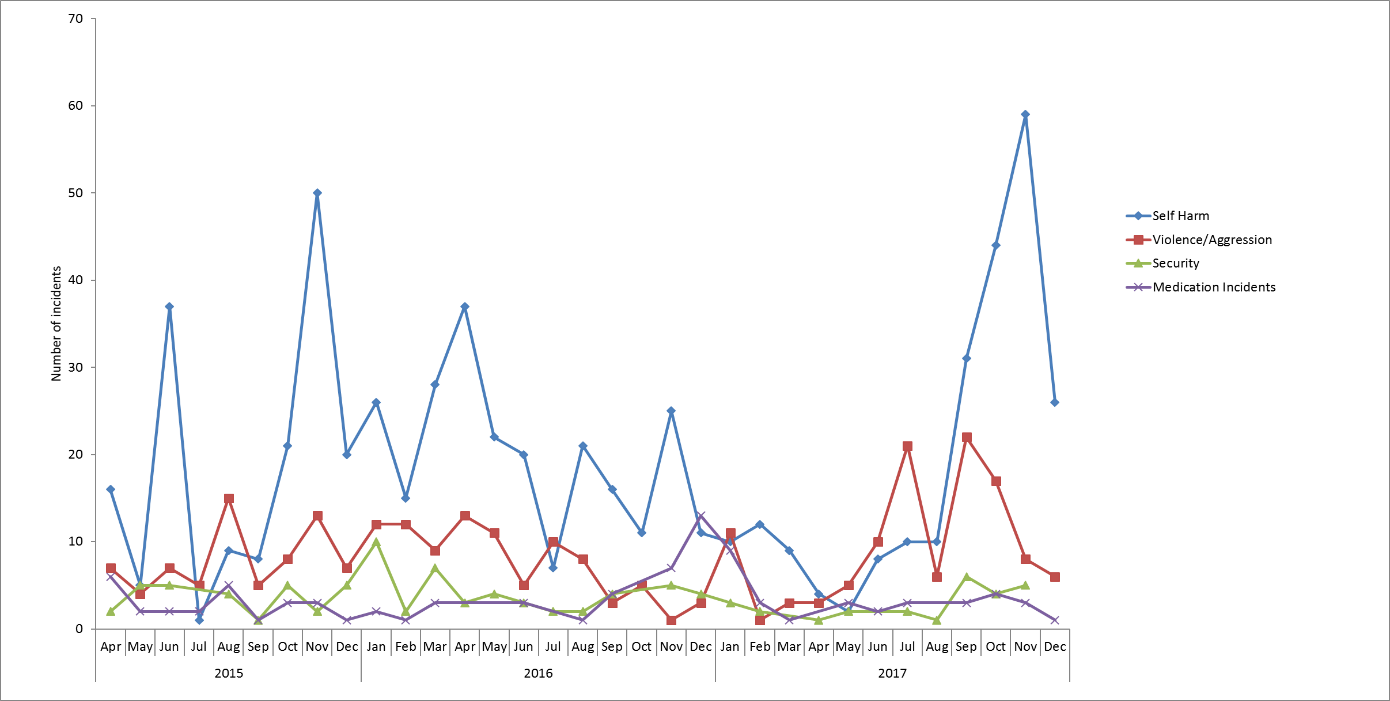 70
60
50
40
30
20
10
0
Number of incidents
Apr May Jun Jul Aug Sep Oct Nov Dec Jan Feb Mar Apr May Jun Jul Aug Sep Oct Nov Dec Jan Feb Mar Apr May Jun Jul Aug Sep Oct Nov Dec
2015 2016 2017
Self Harm
Violence/Aggression
Security
Medication Incidents